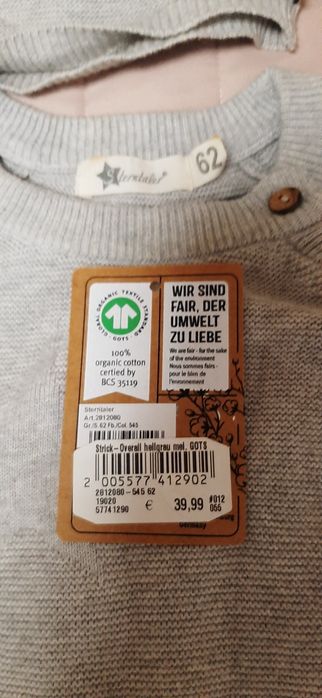 Sterntaler
62
GLOBAL ORGANIC TEXTILE STANDARD
GOTS
100%
organic cotton
certied by
BCS 35119
WIR SIND
FAIR, DER
UMWELT
ZU LIEBE
We are fair - for the sake
of the environment
Nous sommes fairs -
pour le bien de
l'environnement
Sterntaler
Art. 2812080
Gr./S. 62 Fb./Col. 545
Strick-Overall hellgrau mel. GOTS
2 005577 412902
2812080-545 62
19020
57741290 € 39,99 #012
055
Germany